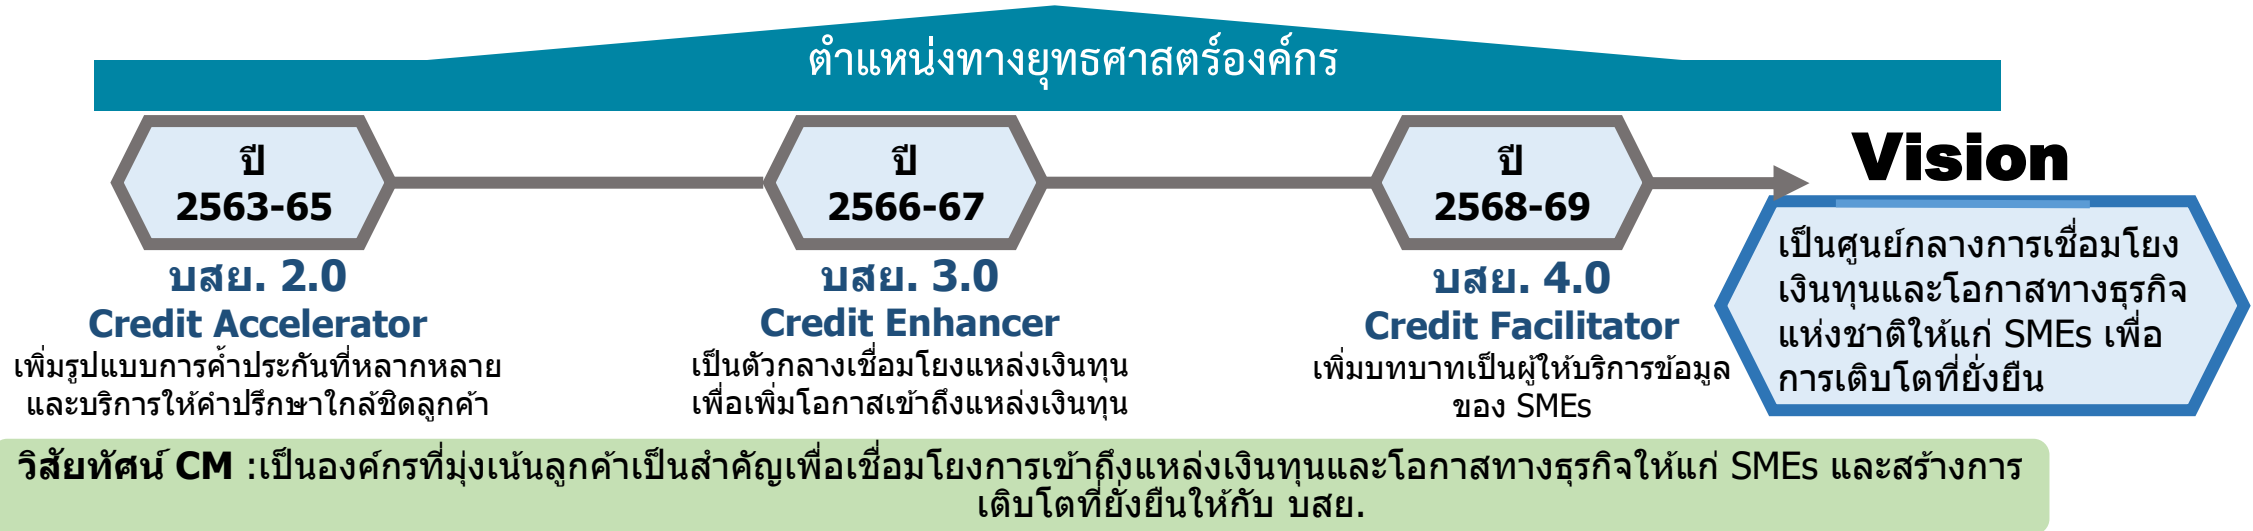 ตำแหน่งทางยุทธศาสตร์องค์กร
ปี
2563-65
บสย. 2.0
Credit Accelerator
เพิ่มรูปแบบการค้ำประกันที่หลากหลาย
และบริการให้คำปรึกษาใกล้ชิดลูกค้า
ปี
2566-67
บสย. 3.0
Credit Enhancer
เป็นตัวกลางเชื่อมโยงแหล่งเงินทุน
เพื่อเพิ่มโอกาสเข้าถึงแหล่งเงินทุน
ปี
2568-69
บสย. 4.0
Credit Facilitator
เพิ่มบทบาทเป็นผู้ให้บริการข้อมูล
ของ SMEs
Vision
เป็นศูนย์กลางการเชื่อมโยง
เงินทุนและโอกาสทางธุรกิจ
แห่งชาติให้แก่ SMEs เพื่อ
การเติบโตที่ยั่งยืน
วิสัยทัศน์ CM :เป็นองค์กรที่มุ่งเน้นลูกค้าเป็นสำคัญเพื่อเชื่อมโยงการเข้าถึงแหล่งเงินทุนและโอกาสทางธุรกิจให้แก่ SMEs และสร้างการ
เติบโตที่ยั่งยืนให้กับ บสย.